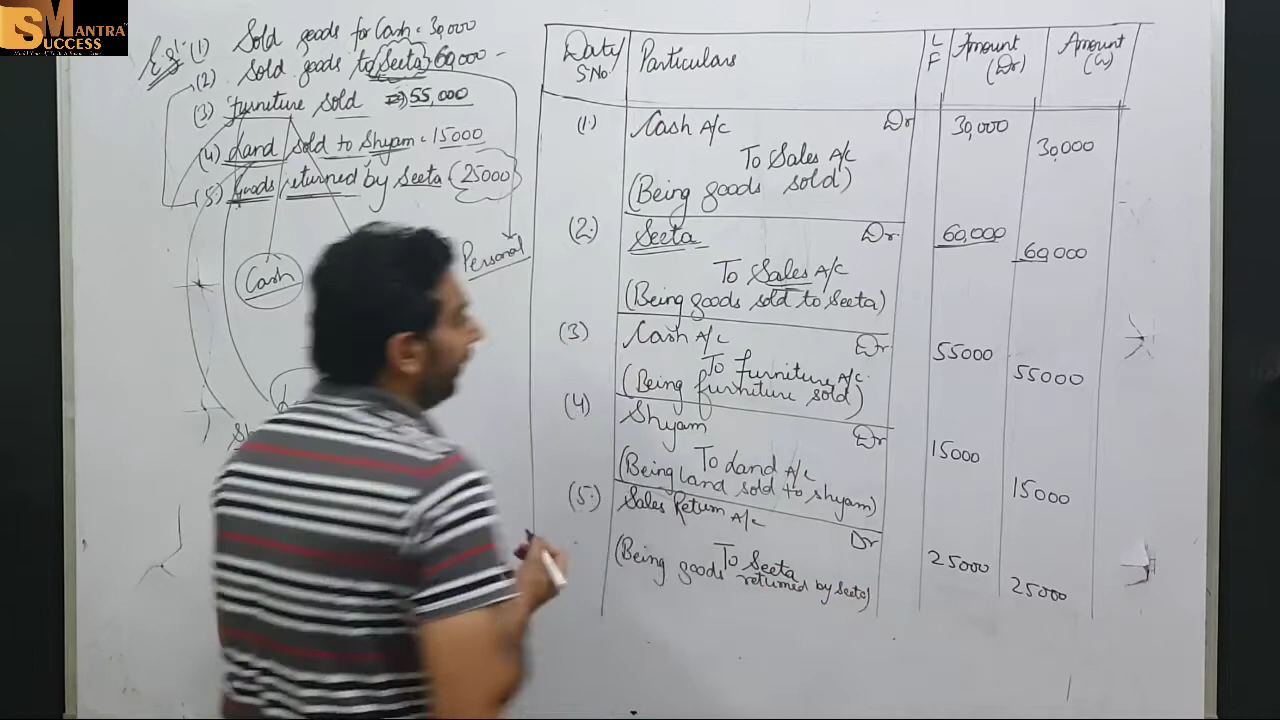 SMANTRA
SUCCESS
E.g:- (1) Sold goods for Cash = 30,000
(2) Sold goods to Seeta = 60,000
(3) furniture sold => 55,000
(4) Land sold to Shyam = 15000
(5) Goods returned by Seeta (25000)
Cash
Personal
Date/ S.No.
Particulars
L F
Amount (Dr)
Amount (Cr)
(1.) Cash A/c Dr 30,000
To Sales A/c 30,000
(Being goods sold)
(2.) Seeta Dr. 60,000
To Sales A/c 60,000
(Being goods sold to Seeta)
(3) Cash A/c Dr 55000
To furniture A/c. 55000
(Being furniture sold)
(4) Shyam Dr 15000
To Land A/c 15000
(Being Land sold to Shyam)
(5.) Sales Return A/c Dr 25000
To Seeta 25000
(Being goods returned by Seeta)